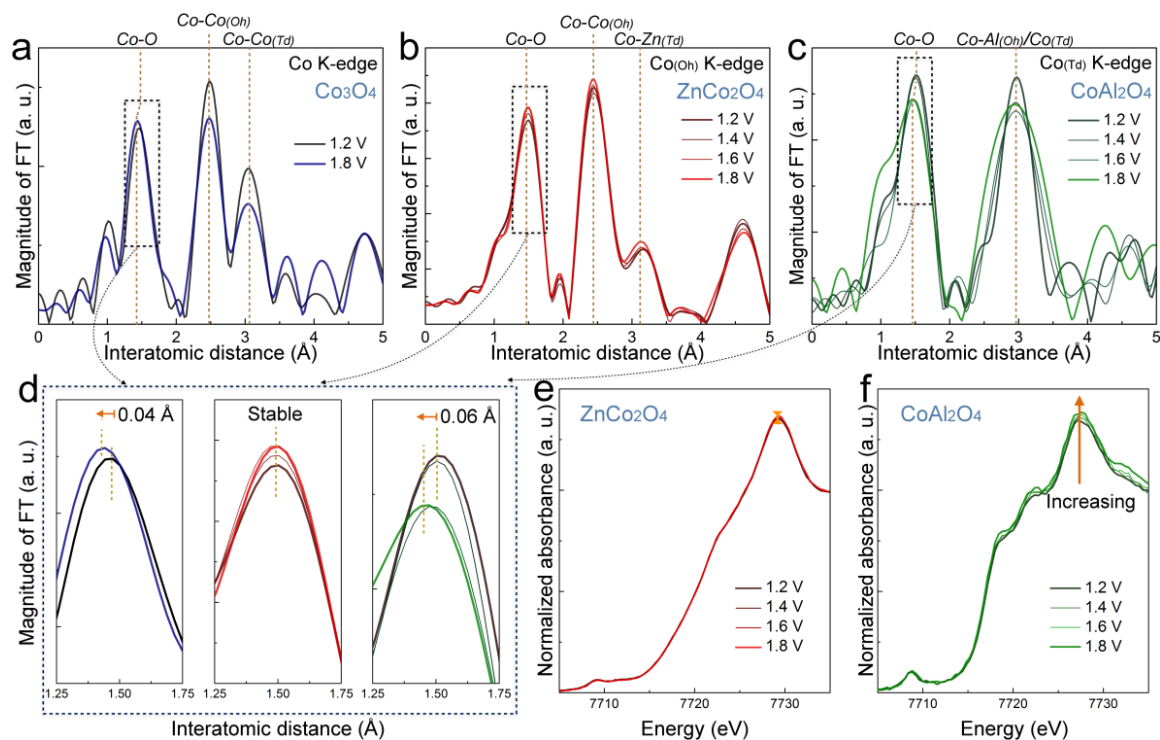 a
Co-O
Co-Co(Oh)
Co-Co(Td)
Co K-edge
Co3O4
1.2 V
1.8 V
Magnitude of FT (a. u.)
0 1 2 3 4 5
Interatomic distance (Å)
b
Co-O
Co-Co(Oh)
Co-Zn(Td)
Co(Oh) K-edge
ZnCo2O4
1.2 V
1.4 V
1.6 V
1.8 V
Magnitude of FT (a. u.)
0 1 2 3 4 5
Interatomic distance (Å)
c
Co-O
Co-Al(Oh)/Co(Td)
Co(Td) K-edge
CoAl2O4
1.2 V
1.4 V
1.6 V
1.8 V
Magnitude of FT (a. u.)
0 1 2 3 4 5
Interatomic distance (Å)
d
0.04 Å
Stable
0.06 Å
Magnitude of FT (a. u.)
1.25 1.50 1.75
1.25 1.50 1.75
1.25 1.50 1.75
Interatomic distance (Å)
e
ZnCo2O4
1.2 V
1.4 V
1.6 V
1.8 V
Normalized absorbance (a. u.)
7710 7720 7730
Energy (eV)
f
CoAl2O4
Increasing
1.2 V
1.4 V
1.6 V
1.8 V
Normalized absorbance (a. u.)
7710 7720 7730
Energy (eV)